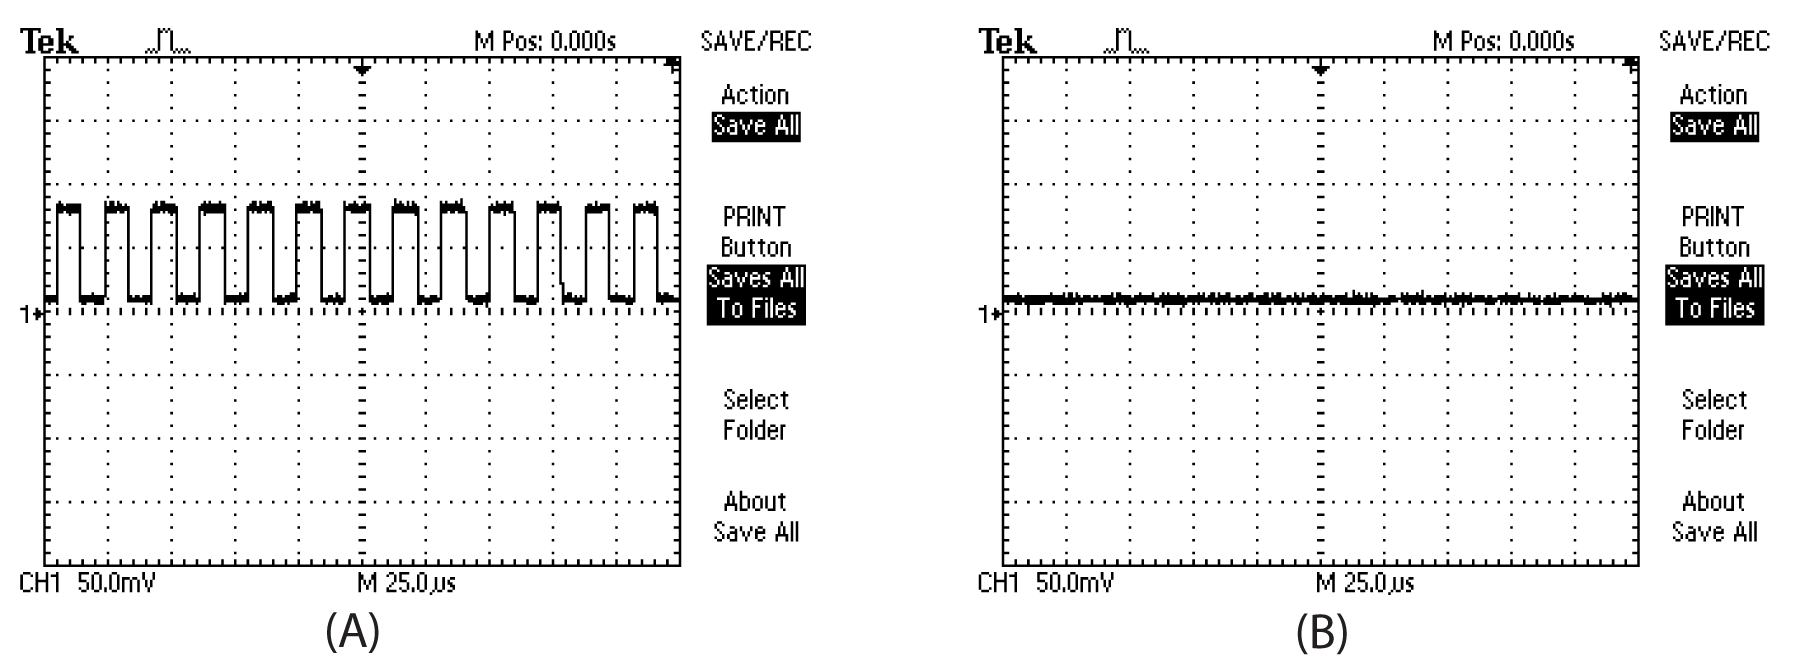 Tek M Pos: 0.000s SAVE/REC
Action
Save All
PRINT
Button
Saves All
To Files
1
Select
Folder
About
Save All
CH1 50.0mV M 25.0µs
(A)
Tek M Pos: 0.000s SAVE/REC
Action
Save All
PRINT
Button
Saves All
To Files
1
Select
Folder
About
Save All
CH1 50.0mV M 25.0µs
(B)